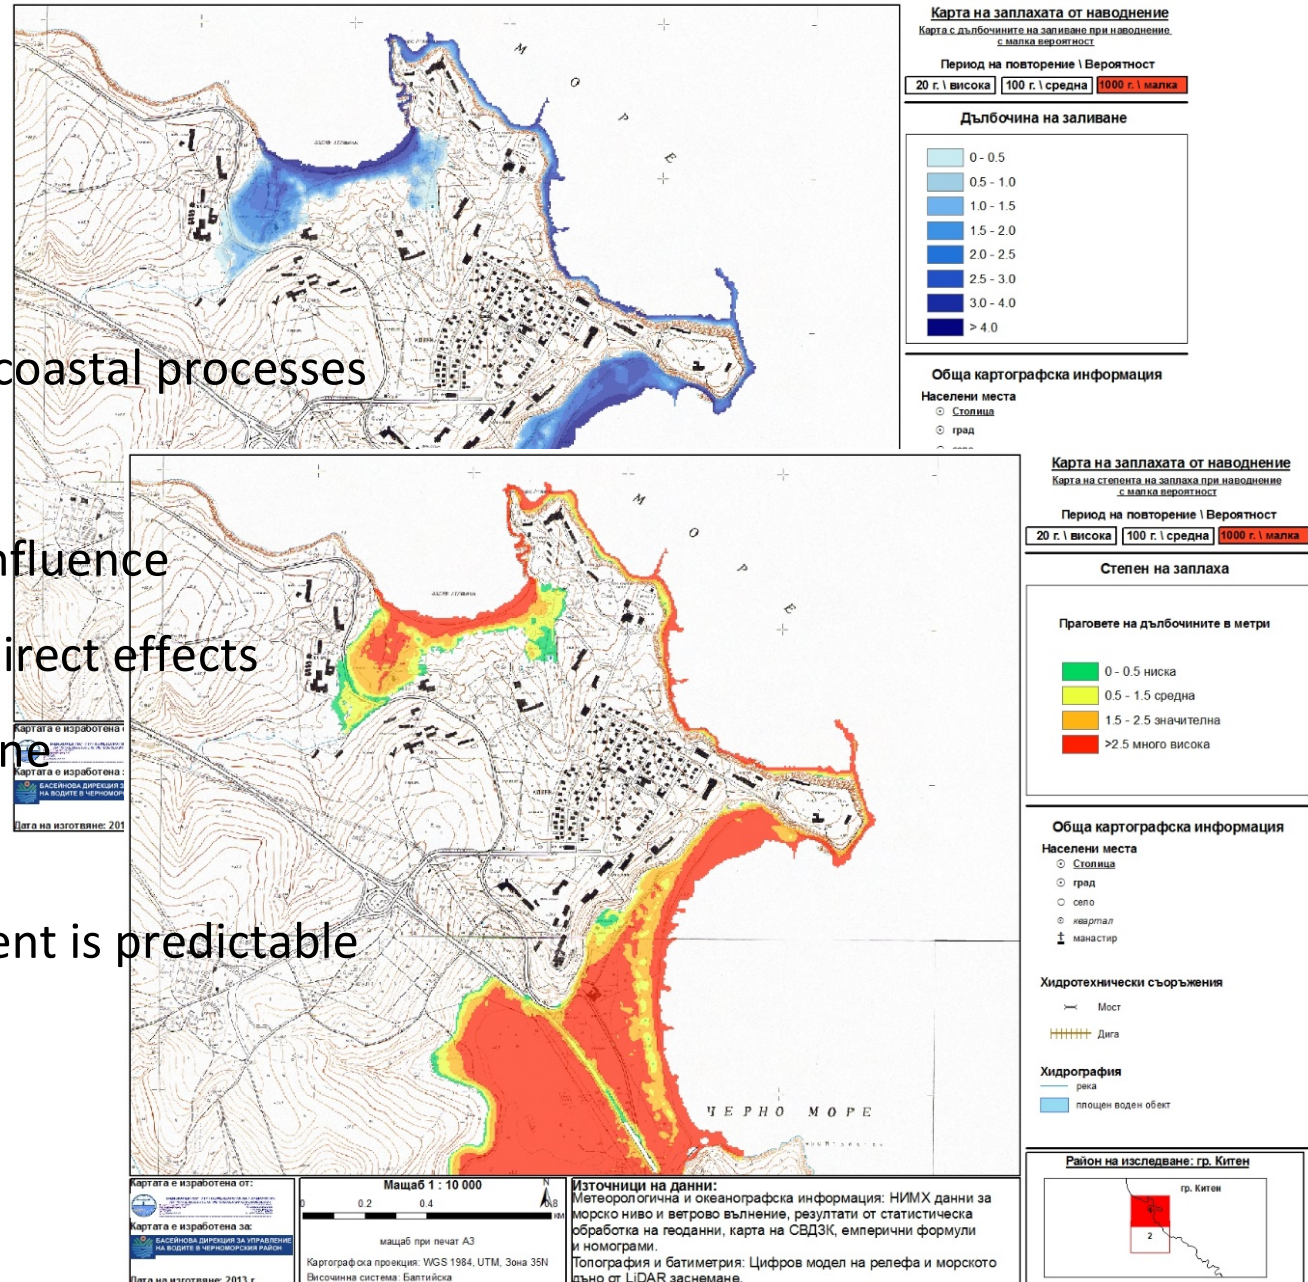 Карта на заплахата от наводнение
Карта с дълбочините на заливане при наводнение
с малка вероятност
Период на повторение \ Вероятност
20 г. \ висока
100 г. \ средна
1000 г. \ малка
Дълбочина на заливане
0 - 0.5
0.5 - 1.0
1.0 - 1.5
1.5 - 2.0
2.0 - 2.5
2.5 - 3.0
3.0 - 4.0
> 4.0
Обща картографска информация
Населени места
Столица
град
М О Р Е
coastal processes
nfluence
irect effects
ne
ent is predictable
Картата е изработена
Картата е изработена
БАСЕЙНОВА ДИРЕКЦИЯ З
НА ВОДИТЕ В ЧЕРНОМОР
Дата на изготвяне: 201
Карта на заплахата от наводнение
Карта на степента на заплаха при наводнение
с малка вероятност
Период на повторение \ Вероятност
20 г. \ висока
100 г. \ средна
1000 г. \ малка
Степен на заплаха
Праговете на дълбочините в метри
0 - 0.5 ниска
0.5 - 1.5 средна
1.5 - 2.5 значителна
>2.5 много висока
Обща картографска информация
Населени места
Столица
град
село
квартал
манастир
Хидротехнически съоръжения
Мост
Дига
Хидрография
река
площен воден обект
М О Р Е
ЧЕРНО МОРЕ
Район на изследване: гр. Китен
гр. Китен
2
Картата е изработена от:
Картата е изработена за:
БАСЕЙНОВА ДИРЕКЦИЯ ЗА УПРАВЛЕНИЕ
НА ВОДИТЕ В ЧЕРНОМОРСКИЯ РАЙОН
Дата на изготвяне: 2013 г.
Мащаб 1 : 10 000
N
0 0.2 0.4 0.8
км
мащаб при печат А3
Картографска проекция: WGS 1984, UTM, Зона 35N
Височинна система: Балтийска
Източници на данни:
Метеорологична и океанографска информация: НИМХ данни за
морско ниво и ветрово вълнение, резултати от статистическа
обработка на геоданни, карта на СВДЗК, емперични формули
и номограми.
Топография и батиметрия: Цифров модел на релефа и морското
дъно от LiDAR заснемане.